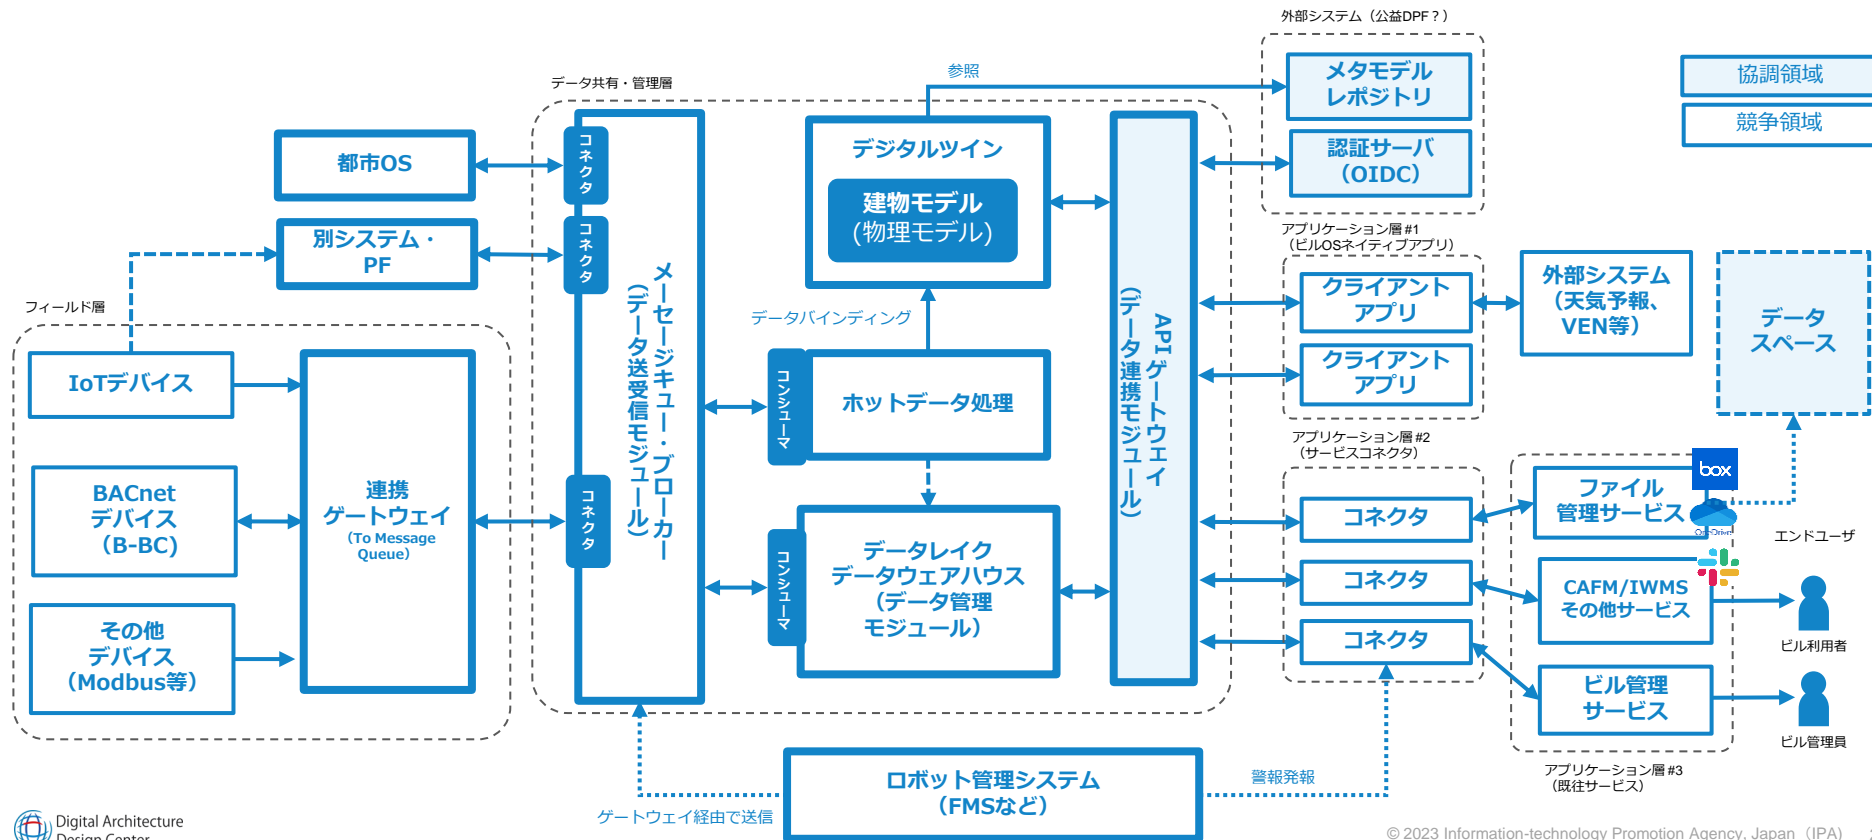 外部システム（公益DPF？）
メタモデル
レポジトリ
認証サーバ
（OIDC）
協調領域
競争領域
参照
データ共有・管理層
都市OS
別システム・
PF
コネクタ
コネクタ
コネクタ
メーセージキュー・ブローカー
（データ送受信モジュール）
デジタルツイン
建物モデル
(物理モデル)
データバインディング
コンシューマ
ホットデータ処理
コンシューマ
データレイク
データウェアハウス
（データ管理
モジュール）
API ゲートウェイ
（データ連携モジュール）
フィールド層
IoTデバイス
BACnet
デバイス
（B-BC)
その他
デバイス
（Modbus等）
連携
ゲートウェイ
（To Message
Queue）
アプリケーション層 #1
（ビルOSネイティブアプリ）
クライアント
アプリ
クライアント
アプリ
外部システム
（天気予報、
VEN等）
データ
スペース
アプリケーション層 #2
（サービスコネクタ）
コネクタ
コネクタ
コネクタ
box
ファイル
管理サービス
OneDrive
CAFM/IWMS
その他サービス
ビル管理
サービス
エンドユーザ
ビル利用者
ビル管理員
アプリケーション層 #3
（既往サービス）
ロボット管理システム
（FMSなど）
ゲートウェイ経由で送信
警報発報
Digital Architecture
Design Center
© 2023 Information-technology Promotion Agency, Japan（IPA）